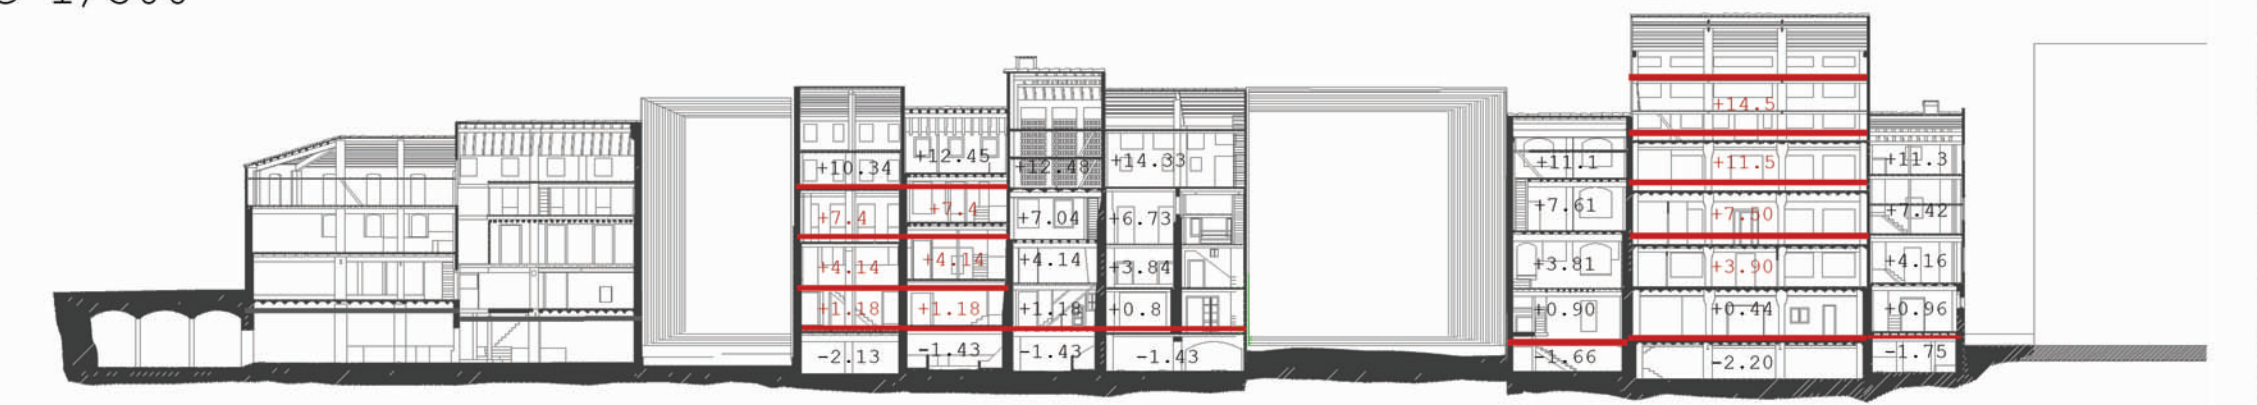 +14.5
+10.34 +12.45 +12.48 +14.33 +11.1 +11.5 +11.3
+7.4 +7.4 +7.04 +6.73 +7.61 +7.50 +7.42
+4.14 +4.14 +4.14 +3.84 +3.81 +3.90 +4.16
+1.18 +1.18 +1.18 +0.8 +0.90 +0.44 +0.96
-2.13 -1.43 -1.43 -1.43 -1.66 -2.20 -1.75